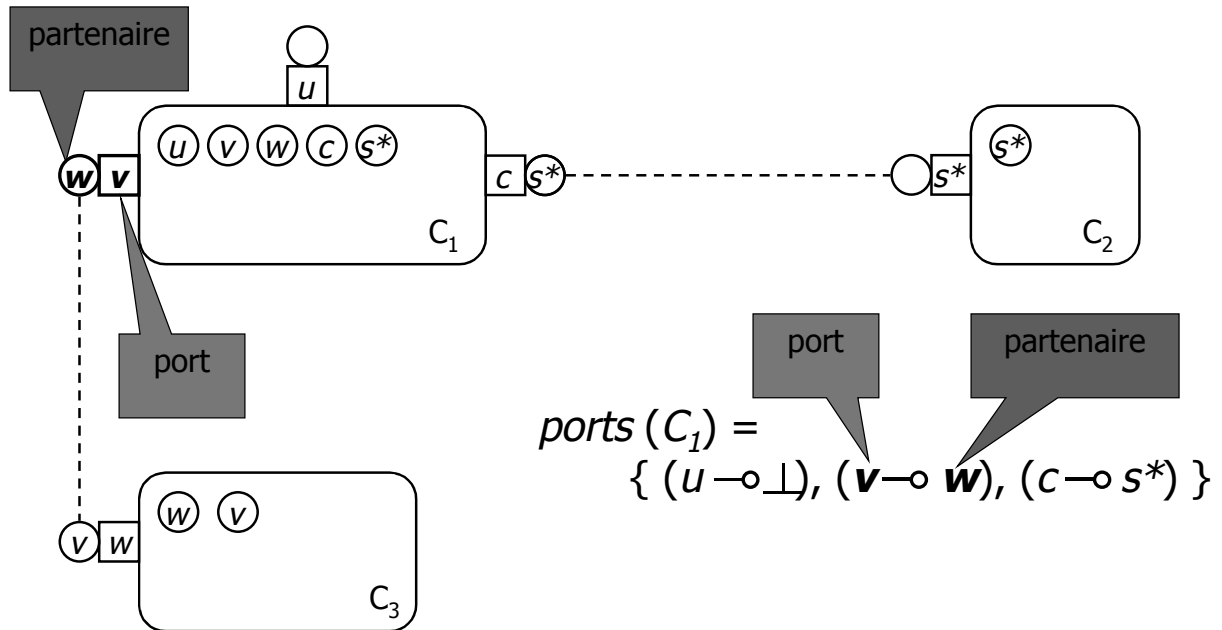 partenaire
u
u v w c s*
w v
c s*
s*
s*
C₁
C₂
port
port
partenaire
ports (C₁) =
{ (u —o ⊥), (v —o w), (c —o s*) }
w v
v w
C₃